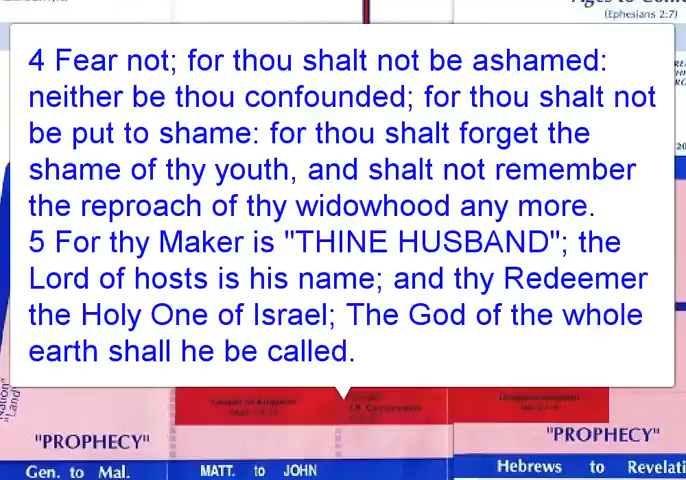 (Ephesians 2:7)
4 Fear not; for thou shalt not be ashamed:
neither be thou confounded; for thou shalt not
be put to shame: for thou shalt forget the
shame of thy youth, and shalt not remember
the reproach of thy widowhood any more.
5 For thy Maker is "THINE HUSBAND"; the
Lord of hosts is his name; and thy Redeemer
the Holy One of Israel; The God of the whole
earth shall he be called.
Of Circumcision
"PROPHECY"
"PROPHECY"
Gen. to Mal.
MATT. to JOHN
Hebrews to Revelati